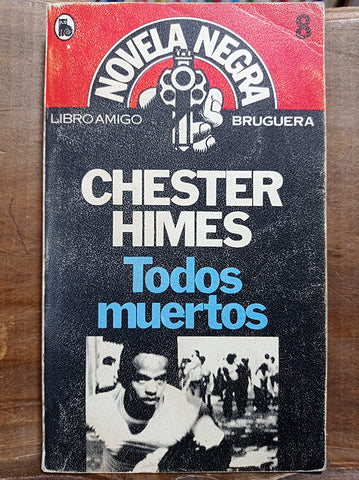 NOVELA NEGRA
8
LIBRO AMIGO
BRUGUERA
CHESTER
HIMES
Todos
muertos